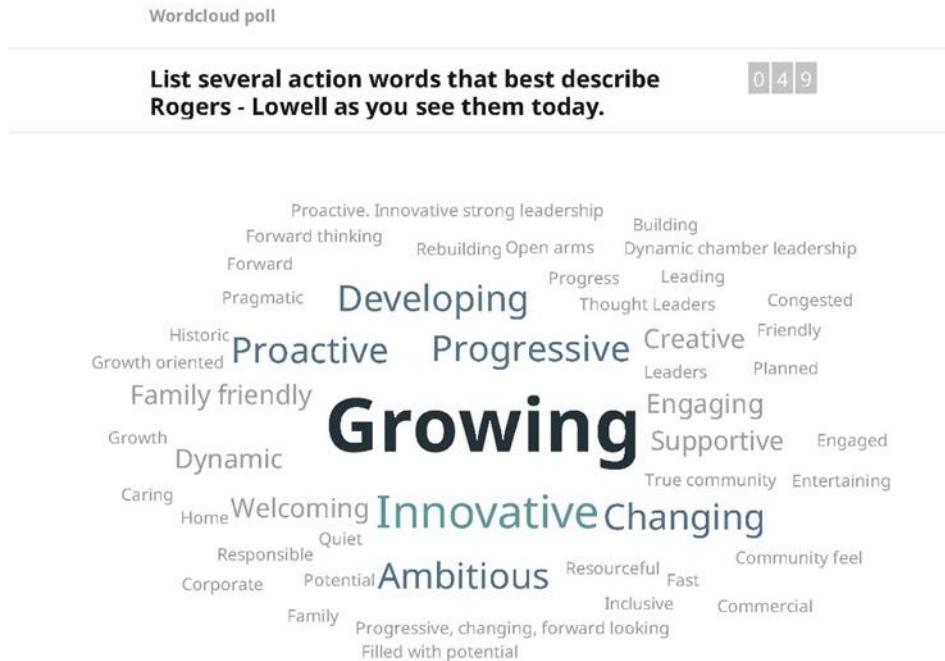 Wordcloud poll
List several action words that best describe
Rogers - Lowell as you see them today.
0 4 9
Proactive. Innovative strong leadership
Building
Forward thinking
Rebuilding
Open arms
Dynamic chamber leadership
Forward
Progress
Leading
Pragmatic
Developing
Thought Leaders
Congested
Historic
Proactive
Progressive
Creative
Friendly
Growth oriented
Leaders
Planned
Family friendly
Growing
Engaging
Growth
Dynamic
Supportive
Engaged
True community
Entertaining
Caring
Home
Welcoming
Innovative
Changing
Quiet
Responsible
Community feel
Corporate
Potential
Ambitious
Resourceful
Fast
Family
Inclusive
Commercial
Progressive, changing, forward looking
Filled with potential